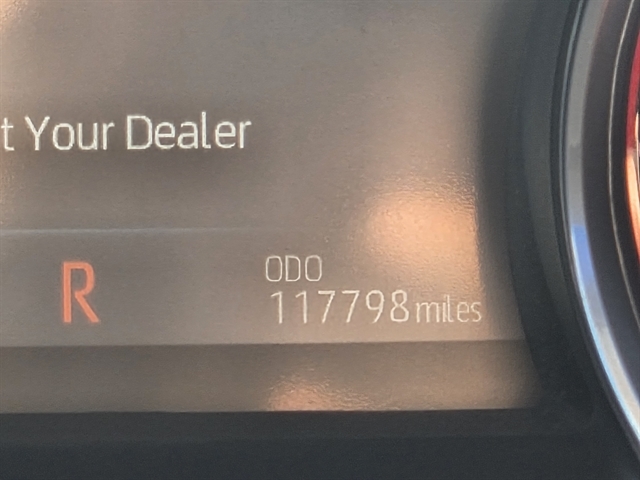 t Your Dealer
R
ODO
117798 miles